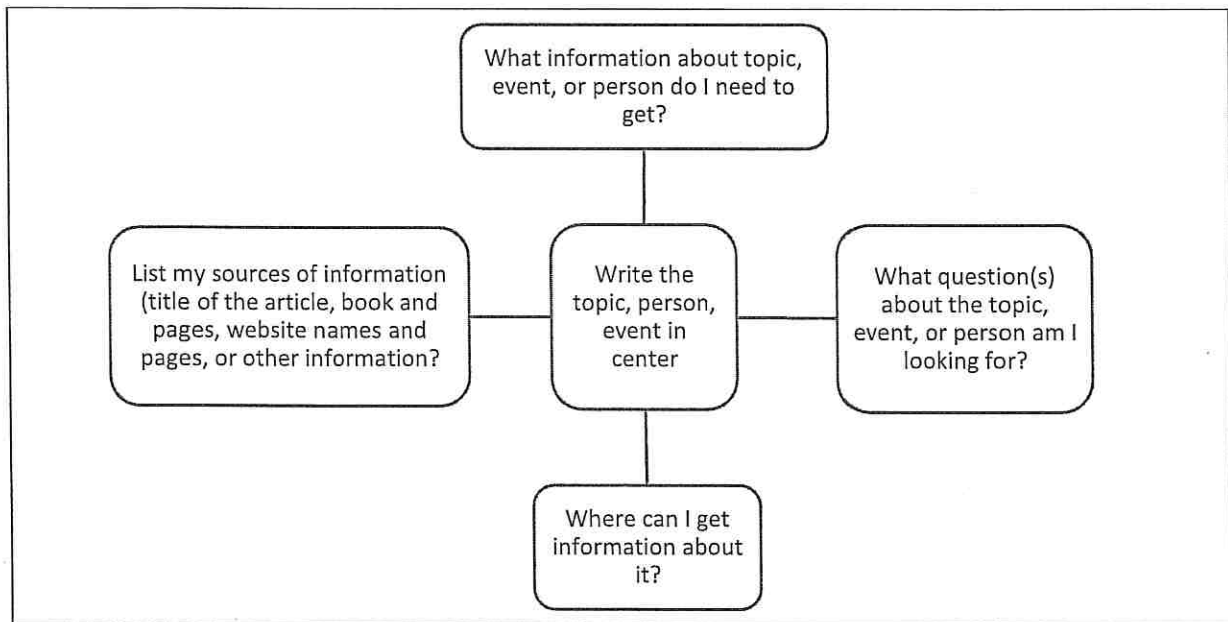 What information about topic,
event, or person do I need to
get?
List my sources of information
(title of the article, book and
pages, website names and
pages, or other information?
Write the
topic, person,
event in
center
What question(s)
about the topic,
event, or person am I
looking for?
Where can I get
information about
it?